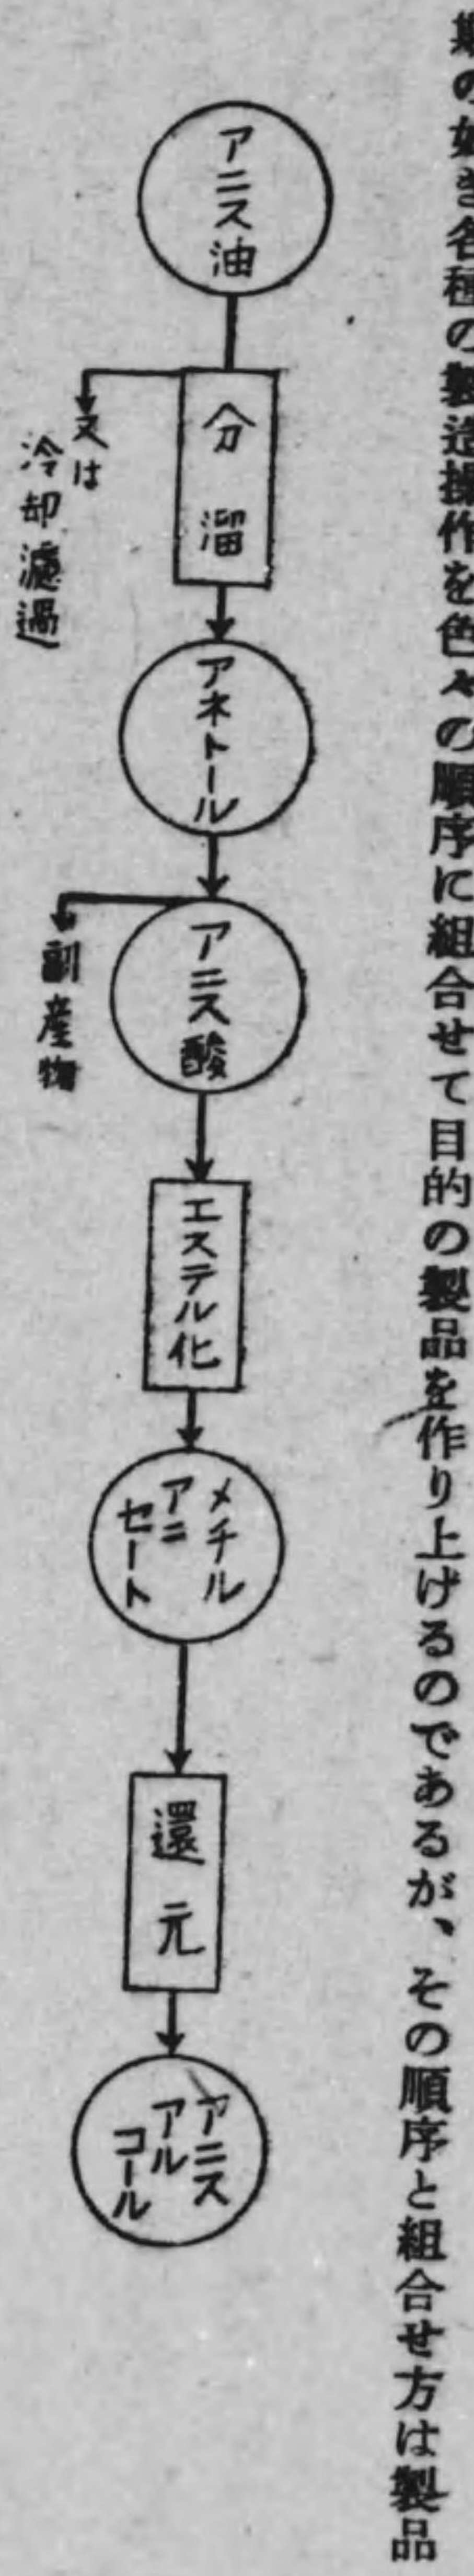 斯の如き各種の製造操作を色々の順序に組合せて目的の製品を作り上げるのであるが、その順序と組合せ方は製品
アニス油
分溜
又は
冷却濾過
アネトール
アニス酸
副産物
エステル化
メチル
アニ
セート
還元
アニス
アル
コール